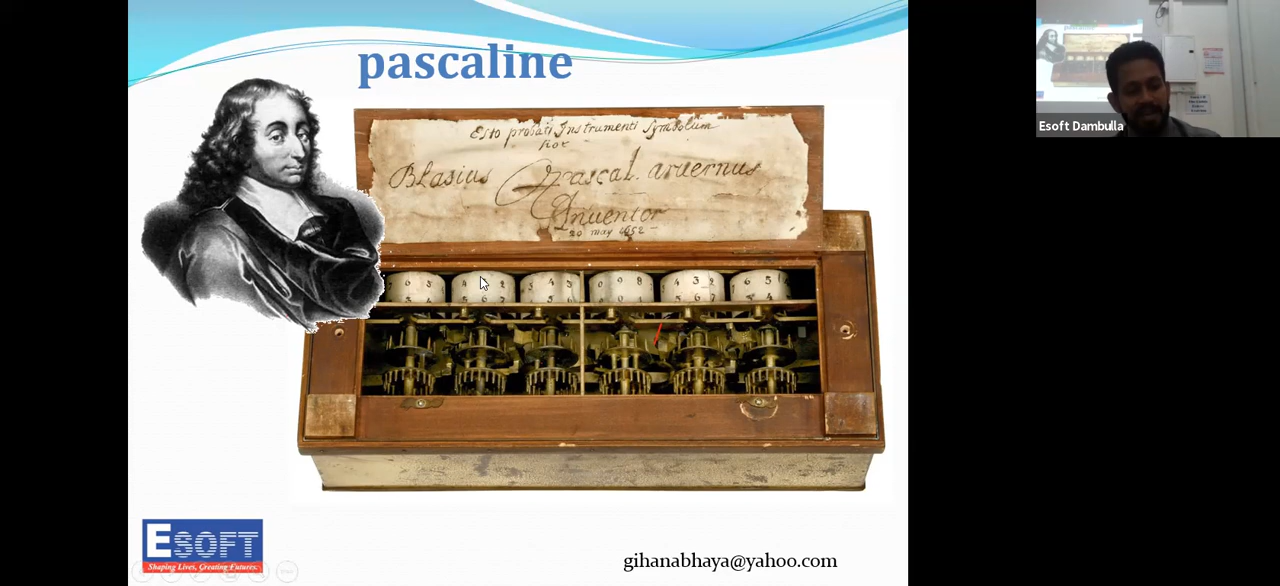 pascaline
Esto probati Instrumenti Symbolum
hoc
Blasius Pascal. arvernus
Inventor
20 may 1652
ESOFT
Shaping Lives, Creating Futures.
gihanabhaya@yahoo.com
Esoft Dambulla